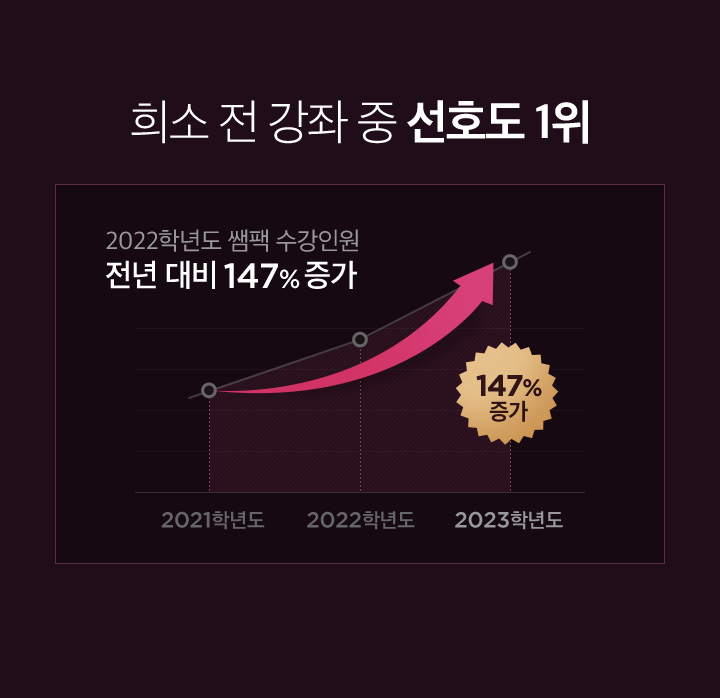 희소 전 강좌 중 선호도 1위
2022학년도 쌤팩 수강인원
전년 대비 147% 증가
147%
증가
2021학년도 2022학년도 2023학년도